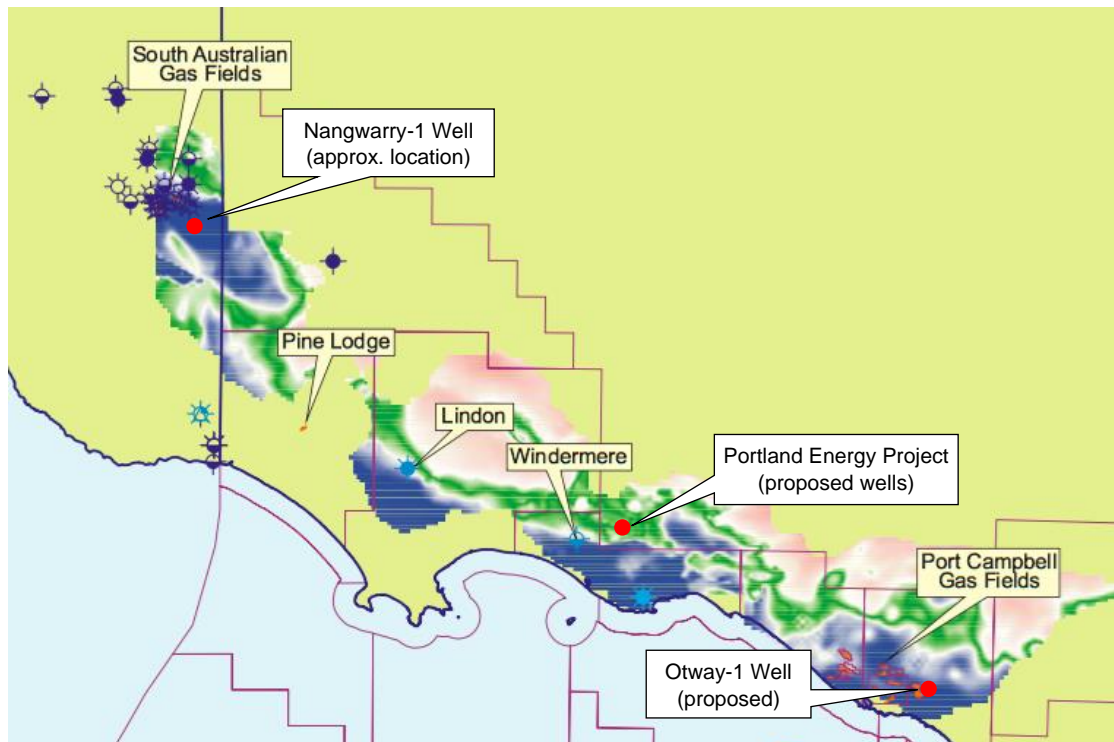 South Australian
Gas Fields
Nangwarry-1 Well
(approx. location)
Pine Lodge
Lindon
Windermere
Portland Energy Project
(proposed wells)
Port Campbell
Gas Fields
Otway-1 Well
(proposed)